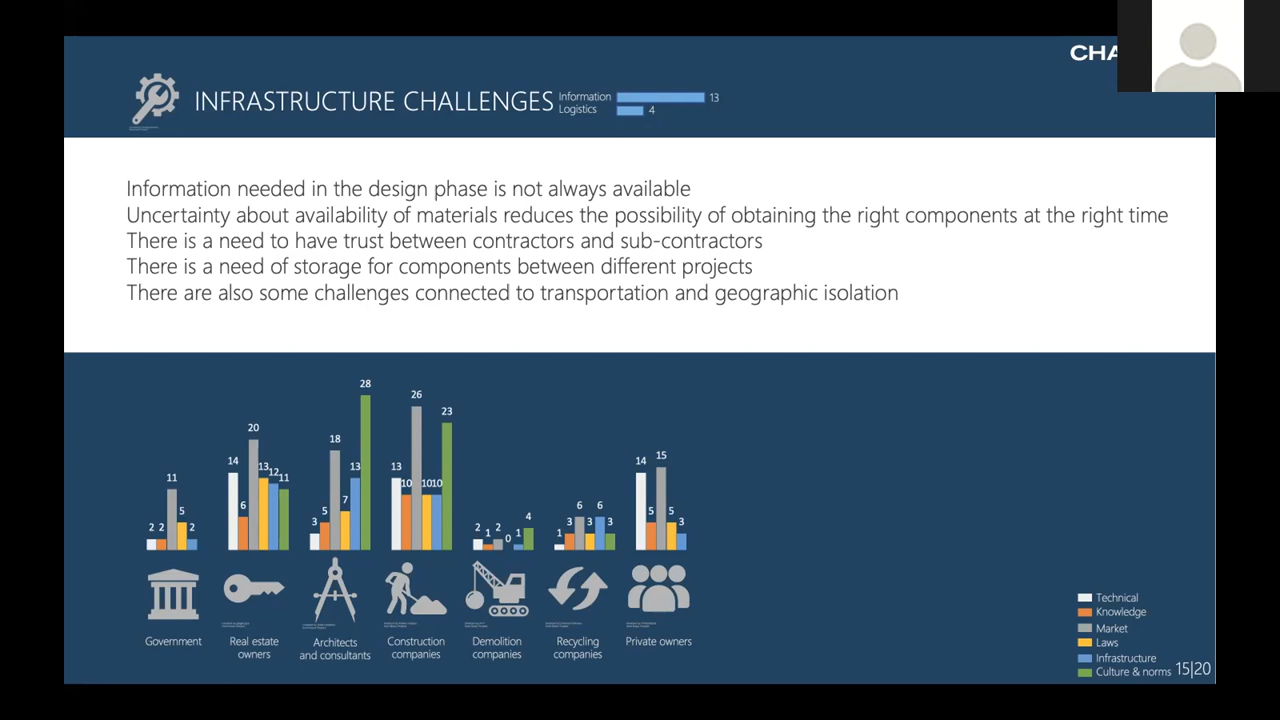 CHA
INFRASTRUCTURE CHALLENGES
Information 13
Logistics 4
Information needed in the design phase is not always available
Uncertainty about availability of materials reduces the possibility of obtaining the right components at the right time
There is a need to have trust between contractors and sub-contractors
There is a need of storage for components between different projects
There are also some challenges connected to transportation and geographic isolation
2 2 11 5 2
14 6 20 13 12 11
3 5 18 7 13 28
13 10 26 10 10 23
2 1 2 0 1 4
1 3 6 3 6 3
14 5 15 5 3
Government
Real estate
owners
Architects
and consultants
Construction
companies
Demolition
companies
Recycling
companies
Private owners
Technical
Knowledge
Market
Laws
Infrastructure
Culture & norms
15|20